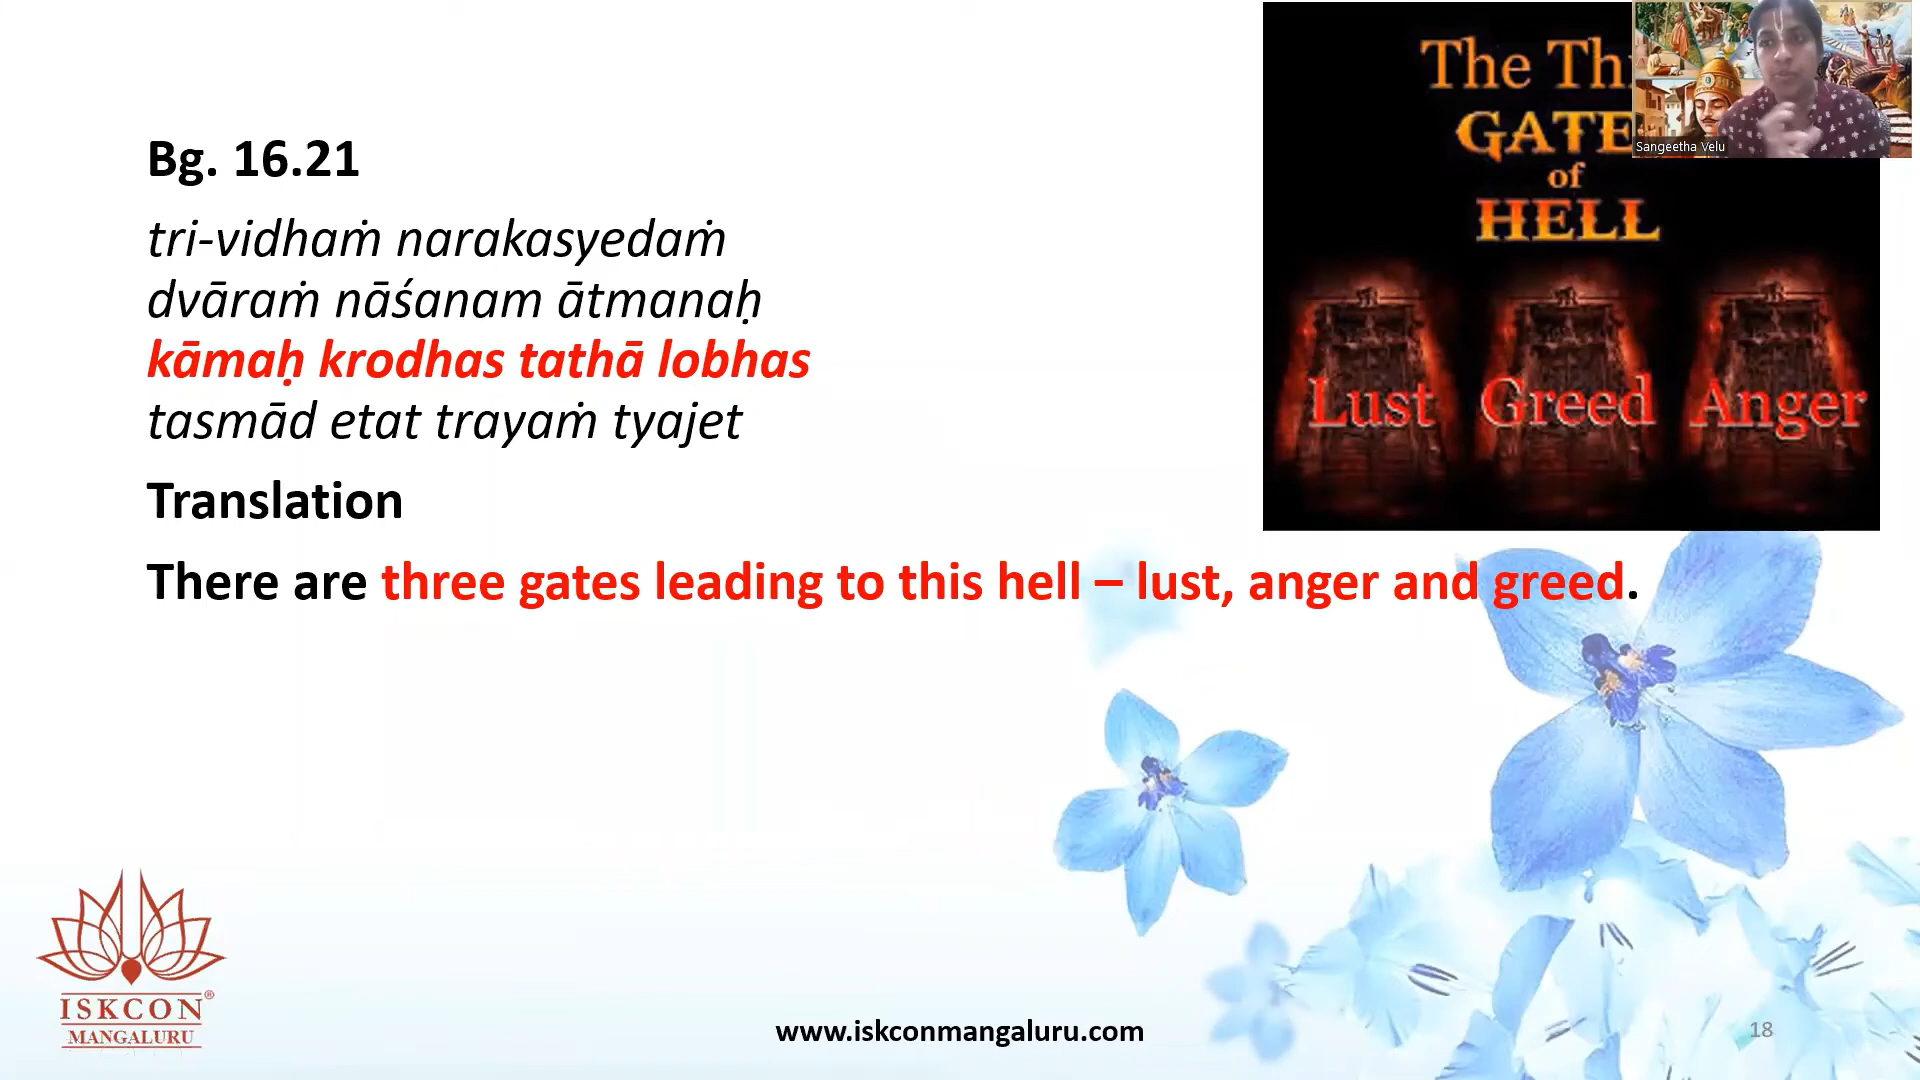 Bg. 16.21
tri-vidhaṁ narakasyedaṁ
dvāraṁ nāśanam ātmanaḥ
kāmaḥ krodhas tathā lobhas
tasmād etat trayaṁ tyajet
Translation
There are three gates leading to this hell – lust, anger and greed.
The Th
GATE
of
HELL
Lust Greed Anger
Sangeetha Velu
ISKCON®
MANGALURU
www.iskconmangaluru.com
18